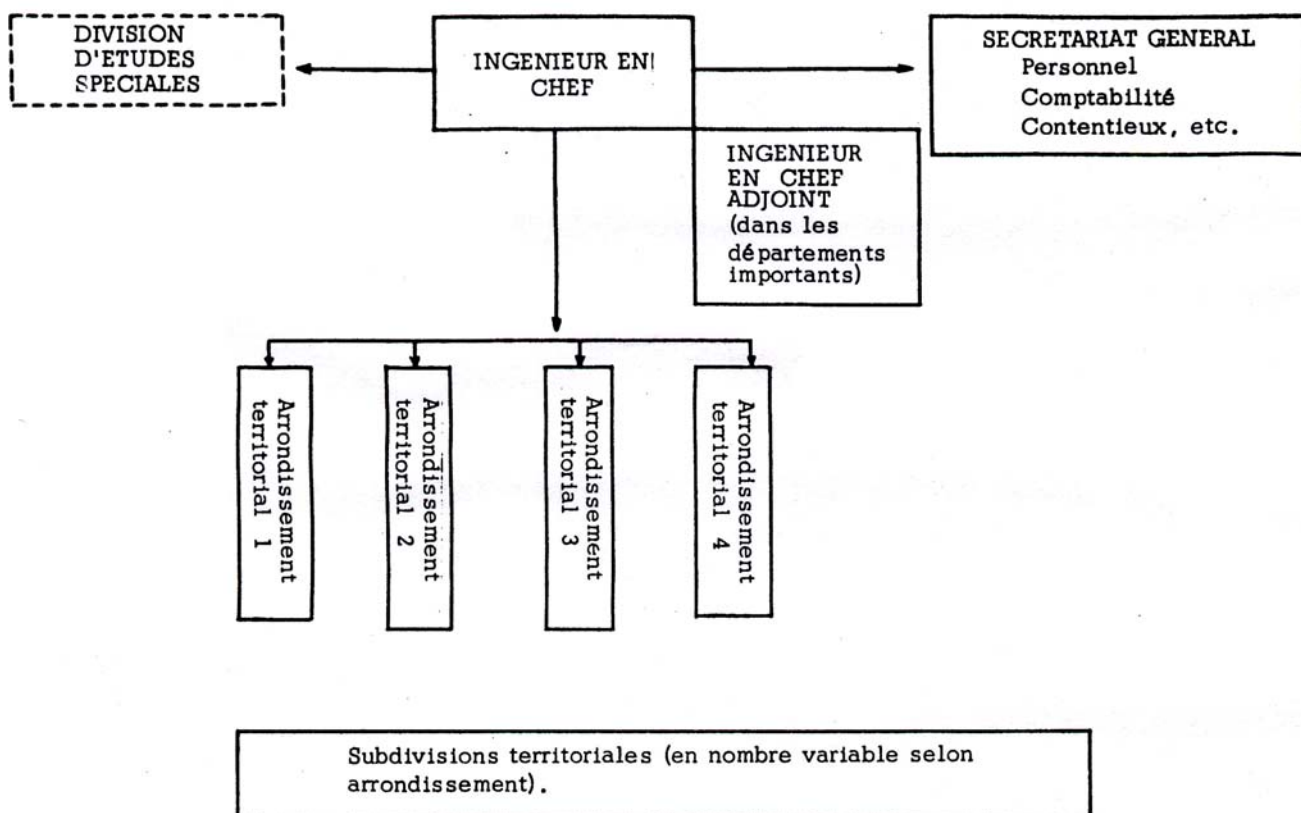 DIVISION
D'ETUDES
SPECIALES
INGENIEUR EN
CHEF
SECRETARIAT GENERAL
Personnel
Comptabilité
Contentieux, etc.
INGENIEUR
EN CHEF
ADJOINT
(dans les
départements
importants)
Arrondissement
territorial 1
Arrondissement
territorial 2
Arrondissement
territorial 3
Arrondissement
territorial 4
Subdivisions territoriales (en nombre variable selon
arrondissement).